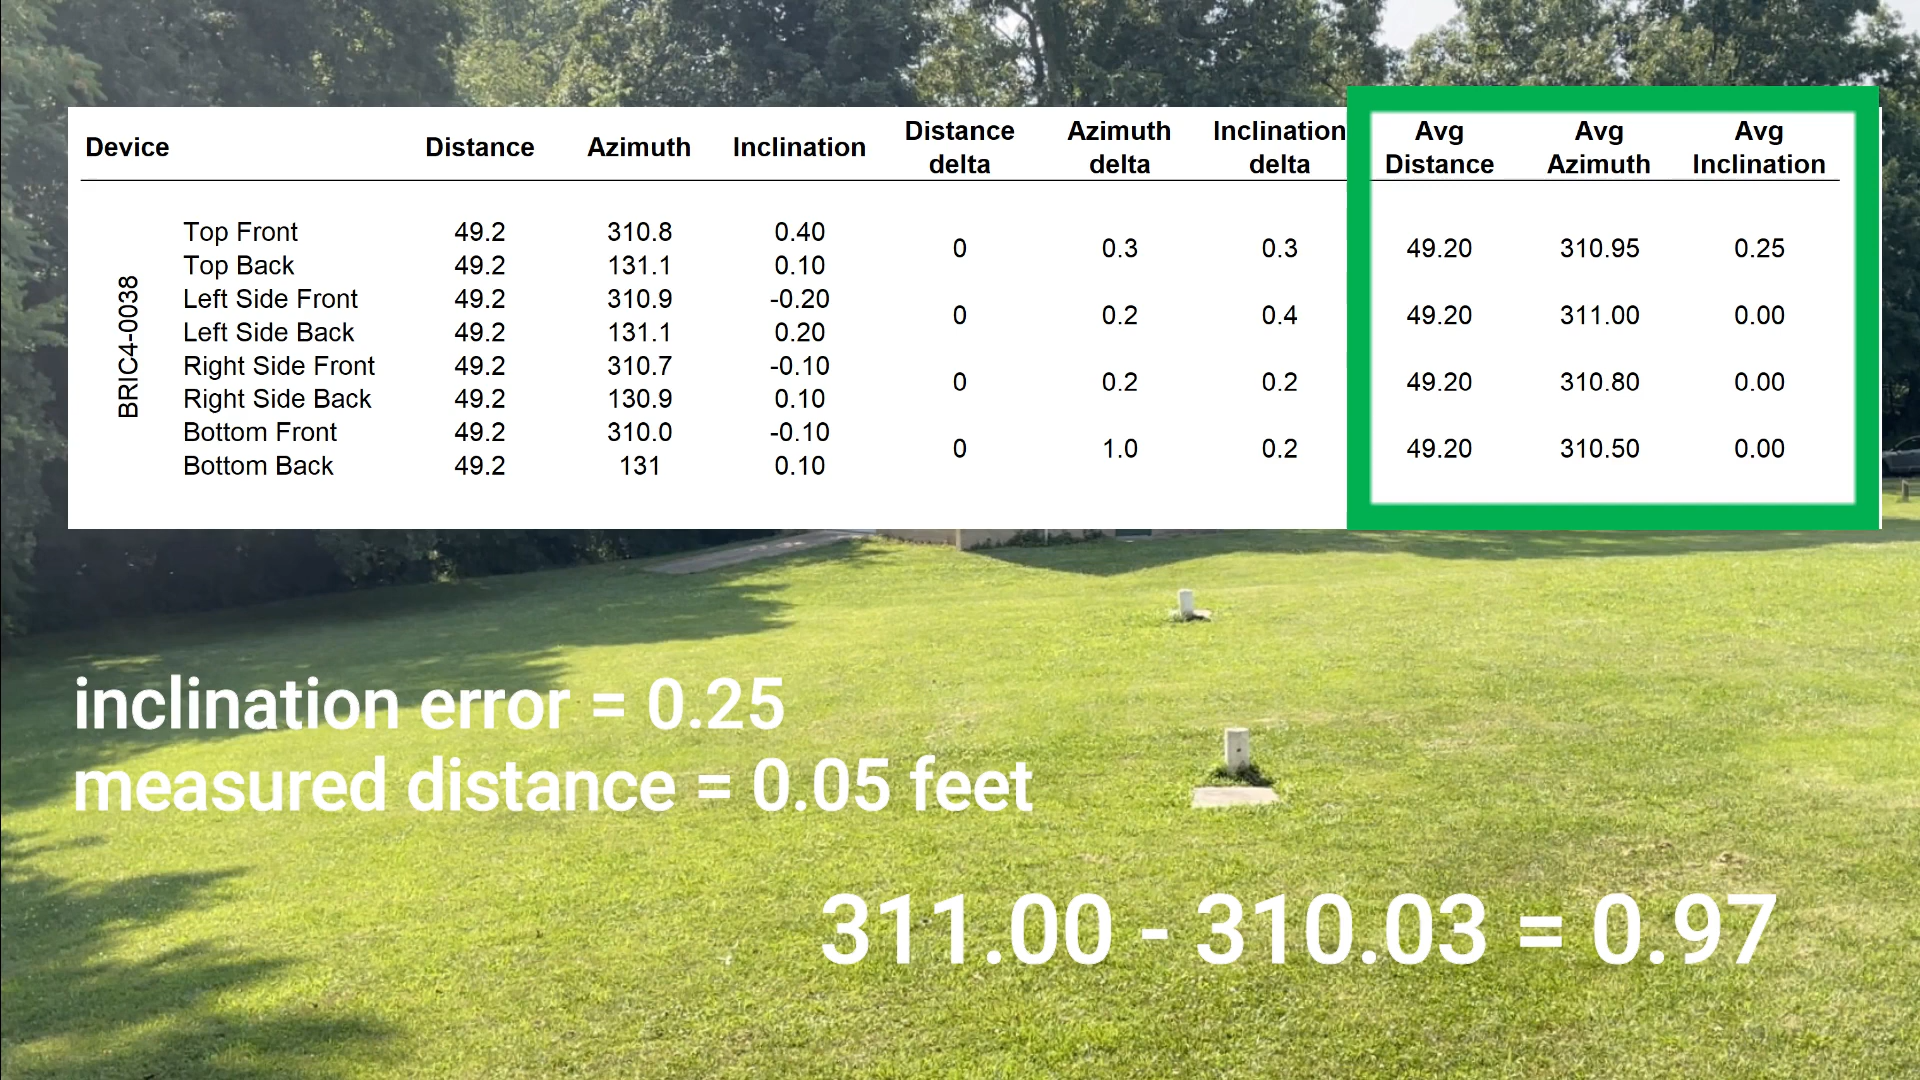 Device Distance Azimuth Inclination Distance delta Azimuth delta Inclination delta Avg Distance Avg Azimuth Avg Inclination
BRIC4-0038
Top Front 49.2 310.8 0.40
0 0.3 0.3 49.20 310.95 0.25
Top Back 49.2 131.1 0.10
Left Side Front 49.2 310.9 -0.20
0 0.2 0.4 49.20 311.00 0.00
Left Side Back 49.2 131.1 0.20
Right Side Front 49.2 310.7 -0.10
0 0.2 0.2 49.20 310.80 0.00
Right Side Back 49.2 130.9 0.10
Bottom Front 49.2 310.0 -0.10
0 1.0 0.2 49.20 310.50 0.00
Bottom Back 49.2 131 0.10
inclination error = 0.25
measured distance = 0.05 feet
311.00 - 310.03 = 0.97